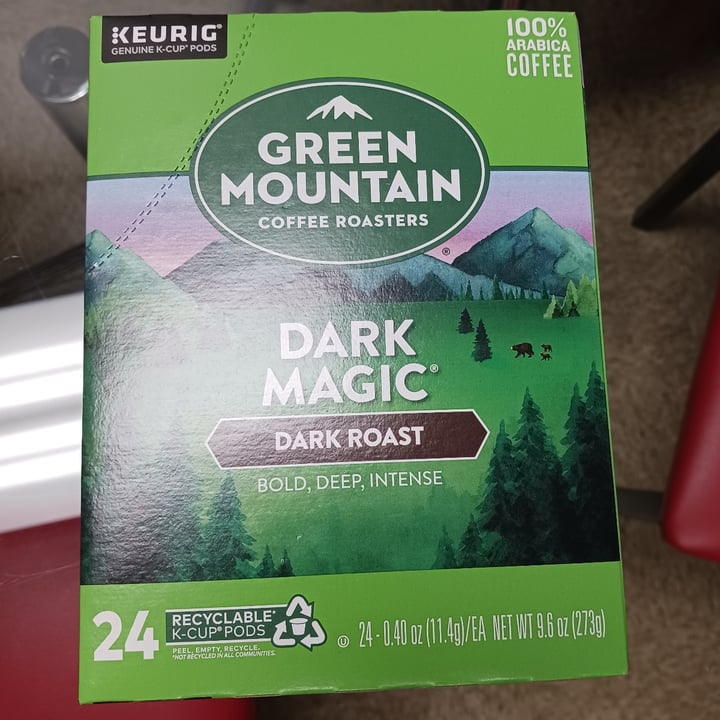 KEURIG®
GENUINE K-CUP® PODS
100%
ARABICA
COFFEE
GREEN
MOUNTAIN
COFFEE ROASTERS
®
DARK
MAGIC®
DARK ROAST
BOLD, DEEP, INTENSE
24
RECYCLABLE*
K-CUP® PODS
PEEL, EMPTY, RECYCLE.
*NOT RECYCLED IN ALL COMMUNITIES.
U 24 - 0.40 oz (11.4g)/EA NET WT 9.6 oz (273g)